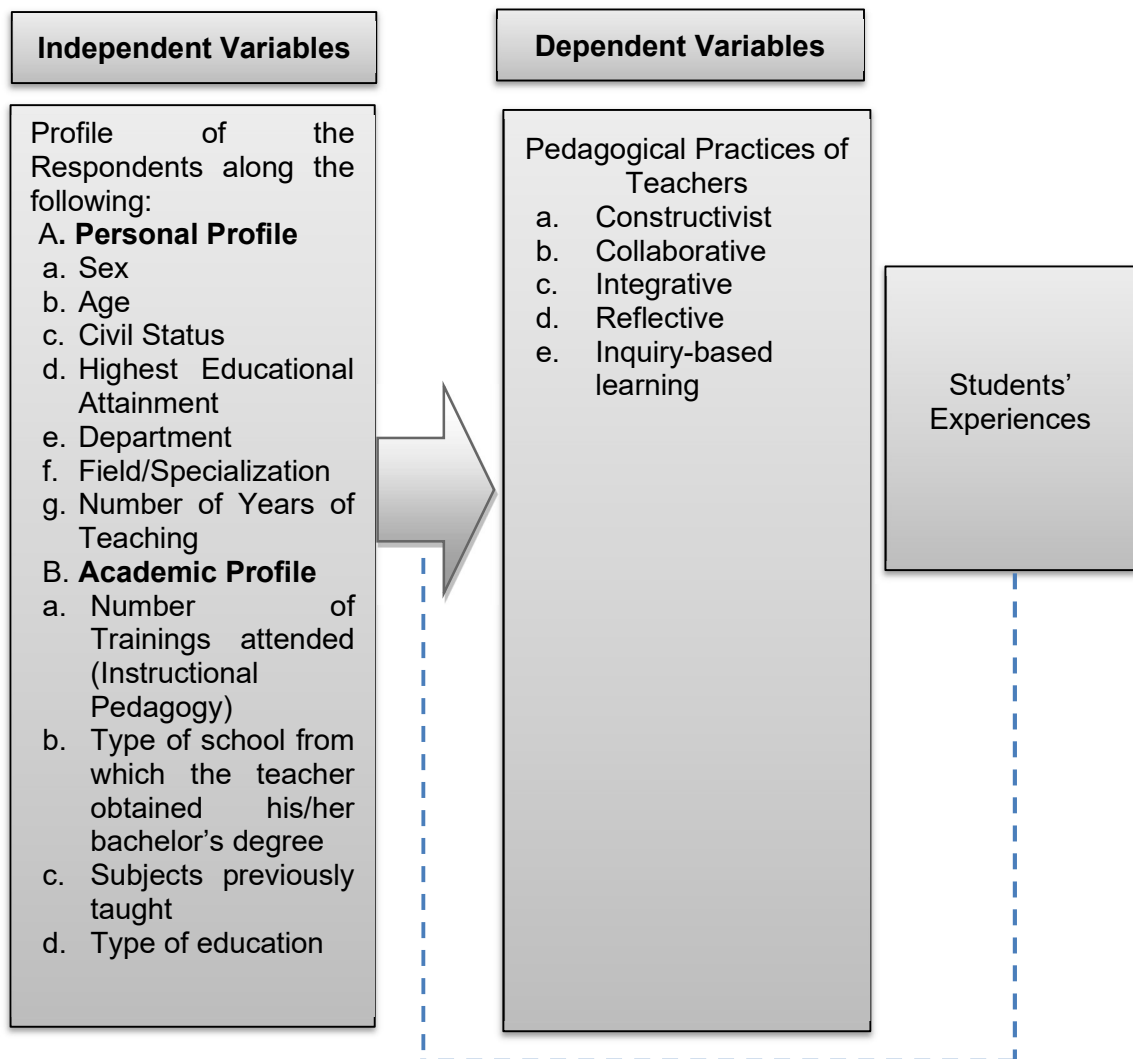 Independent Variables
Profile of the
Respondents along the
following:
A. Personal Profile
a. Sex
b. Age
c. Civil Status
d. Highest Educational
Attainment
e. Department
f. Field/Specialization
g. Number of Years of
Teaching
B. Academic Profile
a. Number of
Trainings attended
(Instructional
Pedagogy)
b. Type of school from
which the teacher
obtained his/her
bachelor’s degree
c. Subjects previously
taught
d. Type of education
Dependent Variables
Pedagogical Practices of
Teachers
a. Constructivist
b. Collaborative
c. Integrative
d. Reflective
e. Inquiry-based
learning
Students’
Experiences